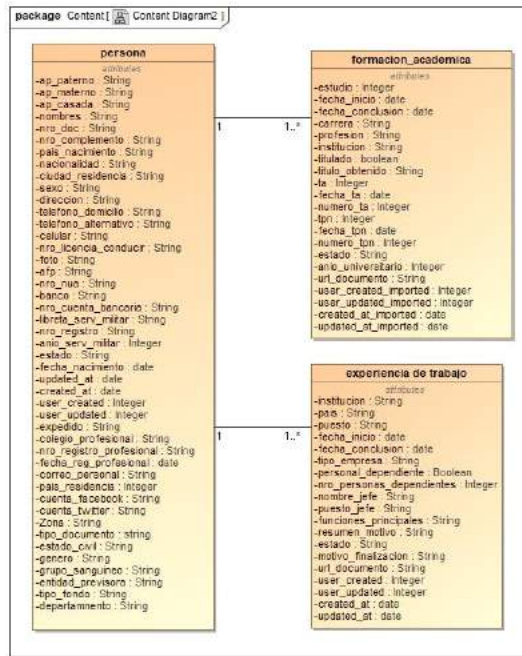 package Content [ Content Diagram2 ]
persona
attributes
-ap_paterno : String
-ap_materno : String
-ap_casada : String
-nombres : String
-nro_doc : String
-nro_complemento : String
-pais_nacimiento : String
-nacionalidad : String
-ciudad_residencia : String
-sexo : String
-direccion : String
-telefono_domicilio : String
-telefono_alternativo : String
-celular : String
-nro_licencia_conducir : String
-foto : String
-afp : String
-nro_nua : String
-banco : String
-nro_cuenta_bancaria : String
-libreta_serv_militar : String
-nro_registro : String
-anio_serv_militar : Integer
-estado : String
-fecha_nacimiento : date
-updated_at : date
-created_at : date
-user_created : Integer
-user_updated : Integer
-expedido : String
-colegio_profesional : String
-nro_registro_profesional : String
-fecha_reg_profesional : date
-correo_personal : String
-pais_residencia : Integer
-cuenta_facebook : String
-cuenta_twitter : String
-Zona : String
-tipo_documento : string
-estado_civil : String
-genero : String
-grupo_sanguineo : String
-entidad_previsora : String
-tipo_fondo : String
-departamnento : String
1
1..*
formacion_academica
attributes
-estudio : Integer
-fecha_inicio : date
-fecha_conclusion : date
-carrera : String
-profesion : String
-institucion : String
-titulado : boolean
-titulo_obtenido : String
-ta : Integer
-fecha_ta : date
-numero_ta : Integer
-tpn : Integer
-fecha_tpn : date
-numero_tpn : Integer
-estado : String
-anio_universitario : Integer
-url_documento : String
-user_created_imported : Integer
-user_updated_imported : Integer
-created_at_imported : date
-updated_at_imported : date
1
1..*
experiencia de trabajo
attributes
-institucion : String
-pais : String
-puesto : String
-fecha_inicio : date
-fecha_conclusion : date
-tipo_empresa : String
-personal_dependiente : Boolean
-nro_personas_dependientes : Integer
-nombre_jefe : String
-puesto_jefe : String
-funciones_principales : String
-resumen_motivo : String
-estado : String
-motivo_finalizacion : String
-url_documento : String
-user_created : Integer
-user_updated : Integer
-created_at : date
-updated_at : date